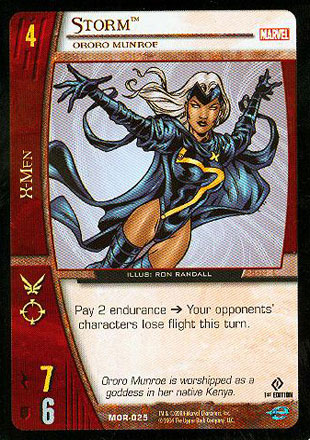 4
STORM™
ORORO MUNROE
MARVEL
X-MEN
ILLUS: RON RANDALL
Pay 2 endurance → Your opponents'
characters lose flight this turn.
7
6
Ororo Munroe is worshipped as a
goddess in her native Kenya.
1ST EDITION
MOR-025